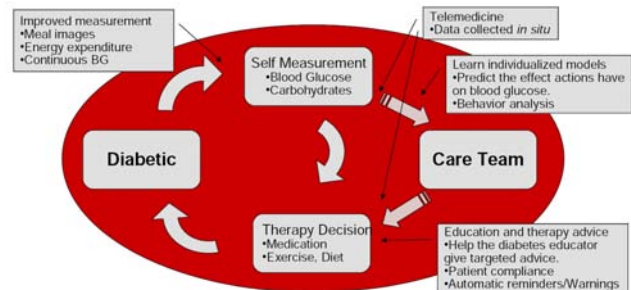 Improved measurement
•Meal images
•Energy expenditure
•Continuous BG
Telemedicine
•Data collected in situ
Self Measurement
•Blood Glucose
•Carbohydrates
Learn individualized models
•Predict the effect actions have
on blood glucose.
•Behavior analysis
Diabetic
Care Team
Therapy Decision
•Medication
•Exercise, Diet
Education and therapy advice
•Help the diabetes educator
give targeted advice.
•Patient compliance
•Automatic reminders/Warnings